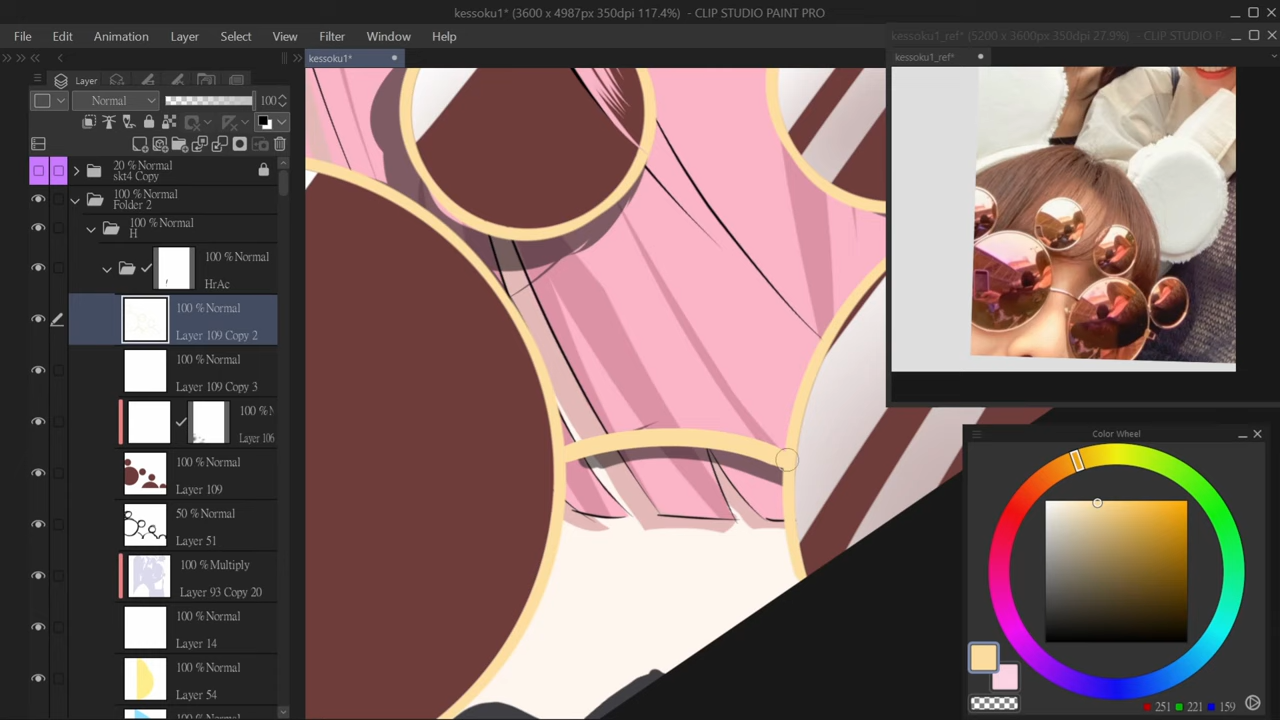 kessoku1* (3600 x 4987px 350dpi 117.4%) - CLIP STUDIO PAINT PRO
File Edit Animation Layer Select View Filter Window Help
kessoku1_ref* (5200 x 3600px 350dpi 27.9%) - CLIP STUDIO PAINT
kessoku1*
kessoku1_ref*
Layer
Normal 100
20 %Normal
skt4 Copy
100 %Normal
Folder 2
100 %Normal
H
100 %Normal
HrAc
100 %Normal
Layer 109 Copy 2
100 %Normal
Layer 109 Copy 3
100 %
Layer 106
100 %Normal
Layer 109
50 %Normal
Layer 51
100 %Multiply
Layer 93 Copy 20
100 %Normal
Layer 14
100 %Normal
Layer 54
100 %Normal
Color Wheel
251 221 159